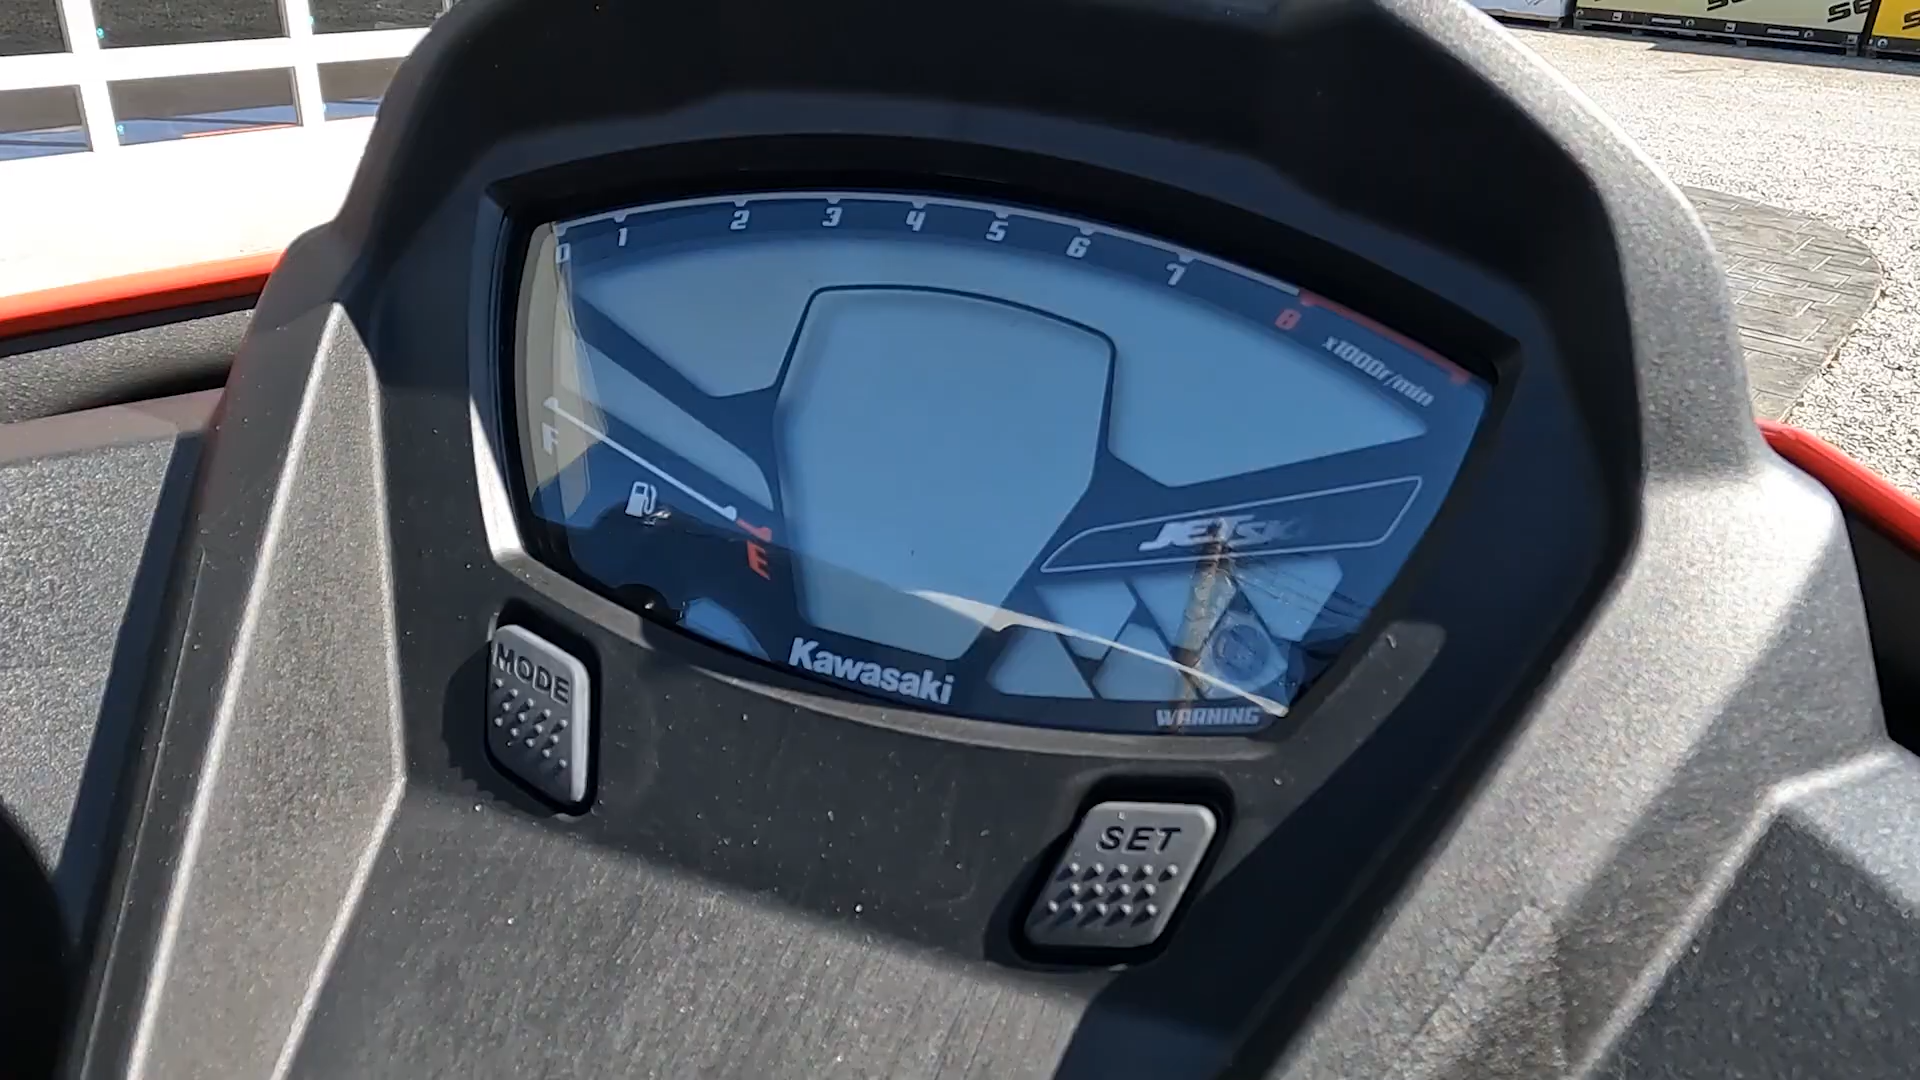 0 1 2 3 4 5 6 7 8
x1000r/min
F
E
JETSKI
Kawasaki
WARNING
MODE
SET